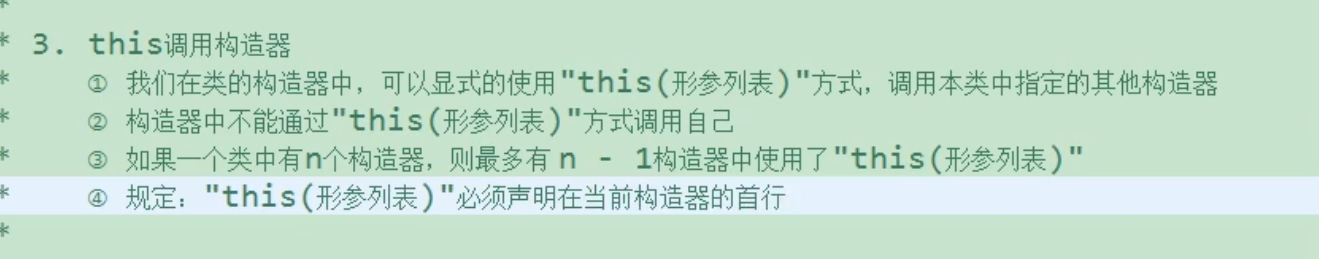 *
* 3. this调用构造器
* ① 我们在类的构造器中，可以显式的使用"this(形参列表)"方式，调用本类中指定的其他构造器
* ② 构造器中不能通过"this(形参列表)"方式调用自己
* ③ 如果一个类中有n个构造器，则最多有 n - 1构造器中使用了"this(形参列表)"
* ④ 规定："this(形参列表)"必须声明在当前构造器的首行
*